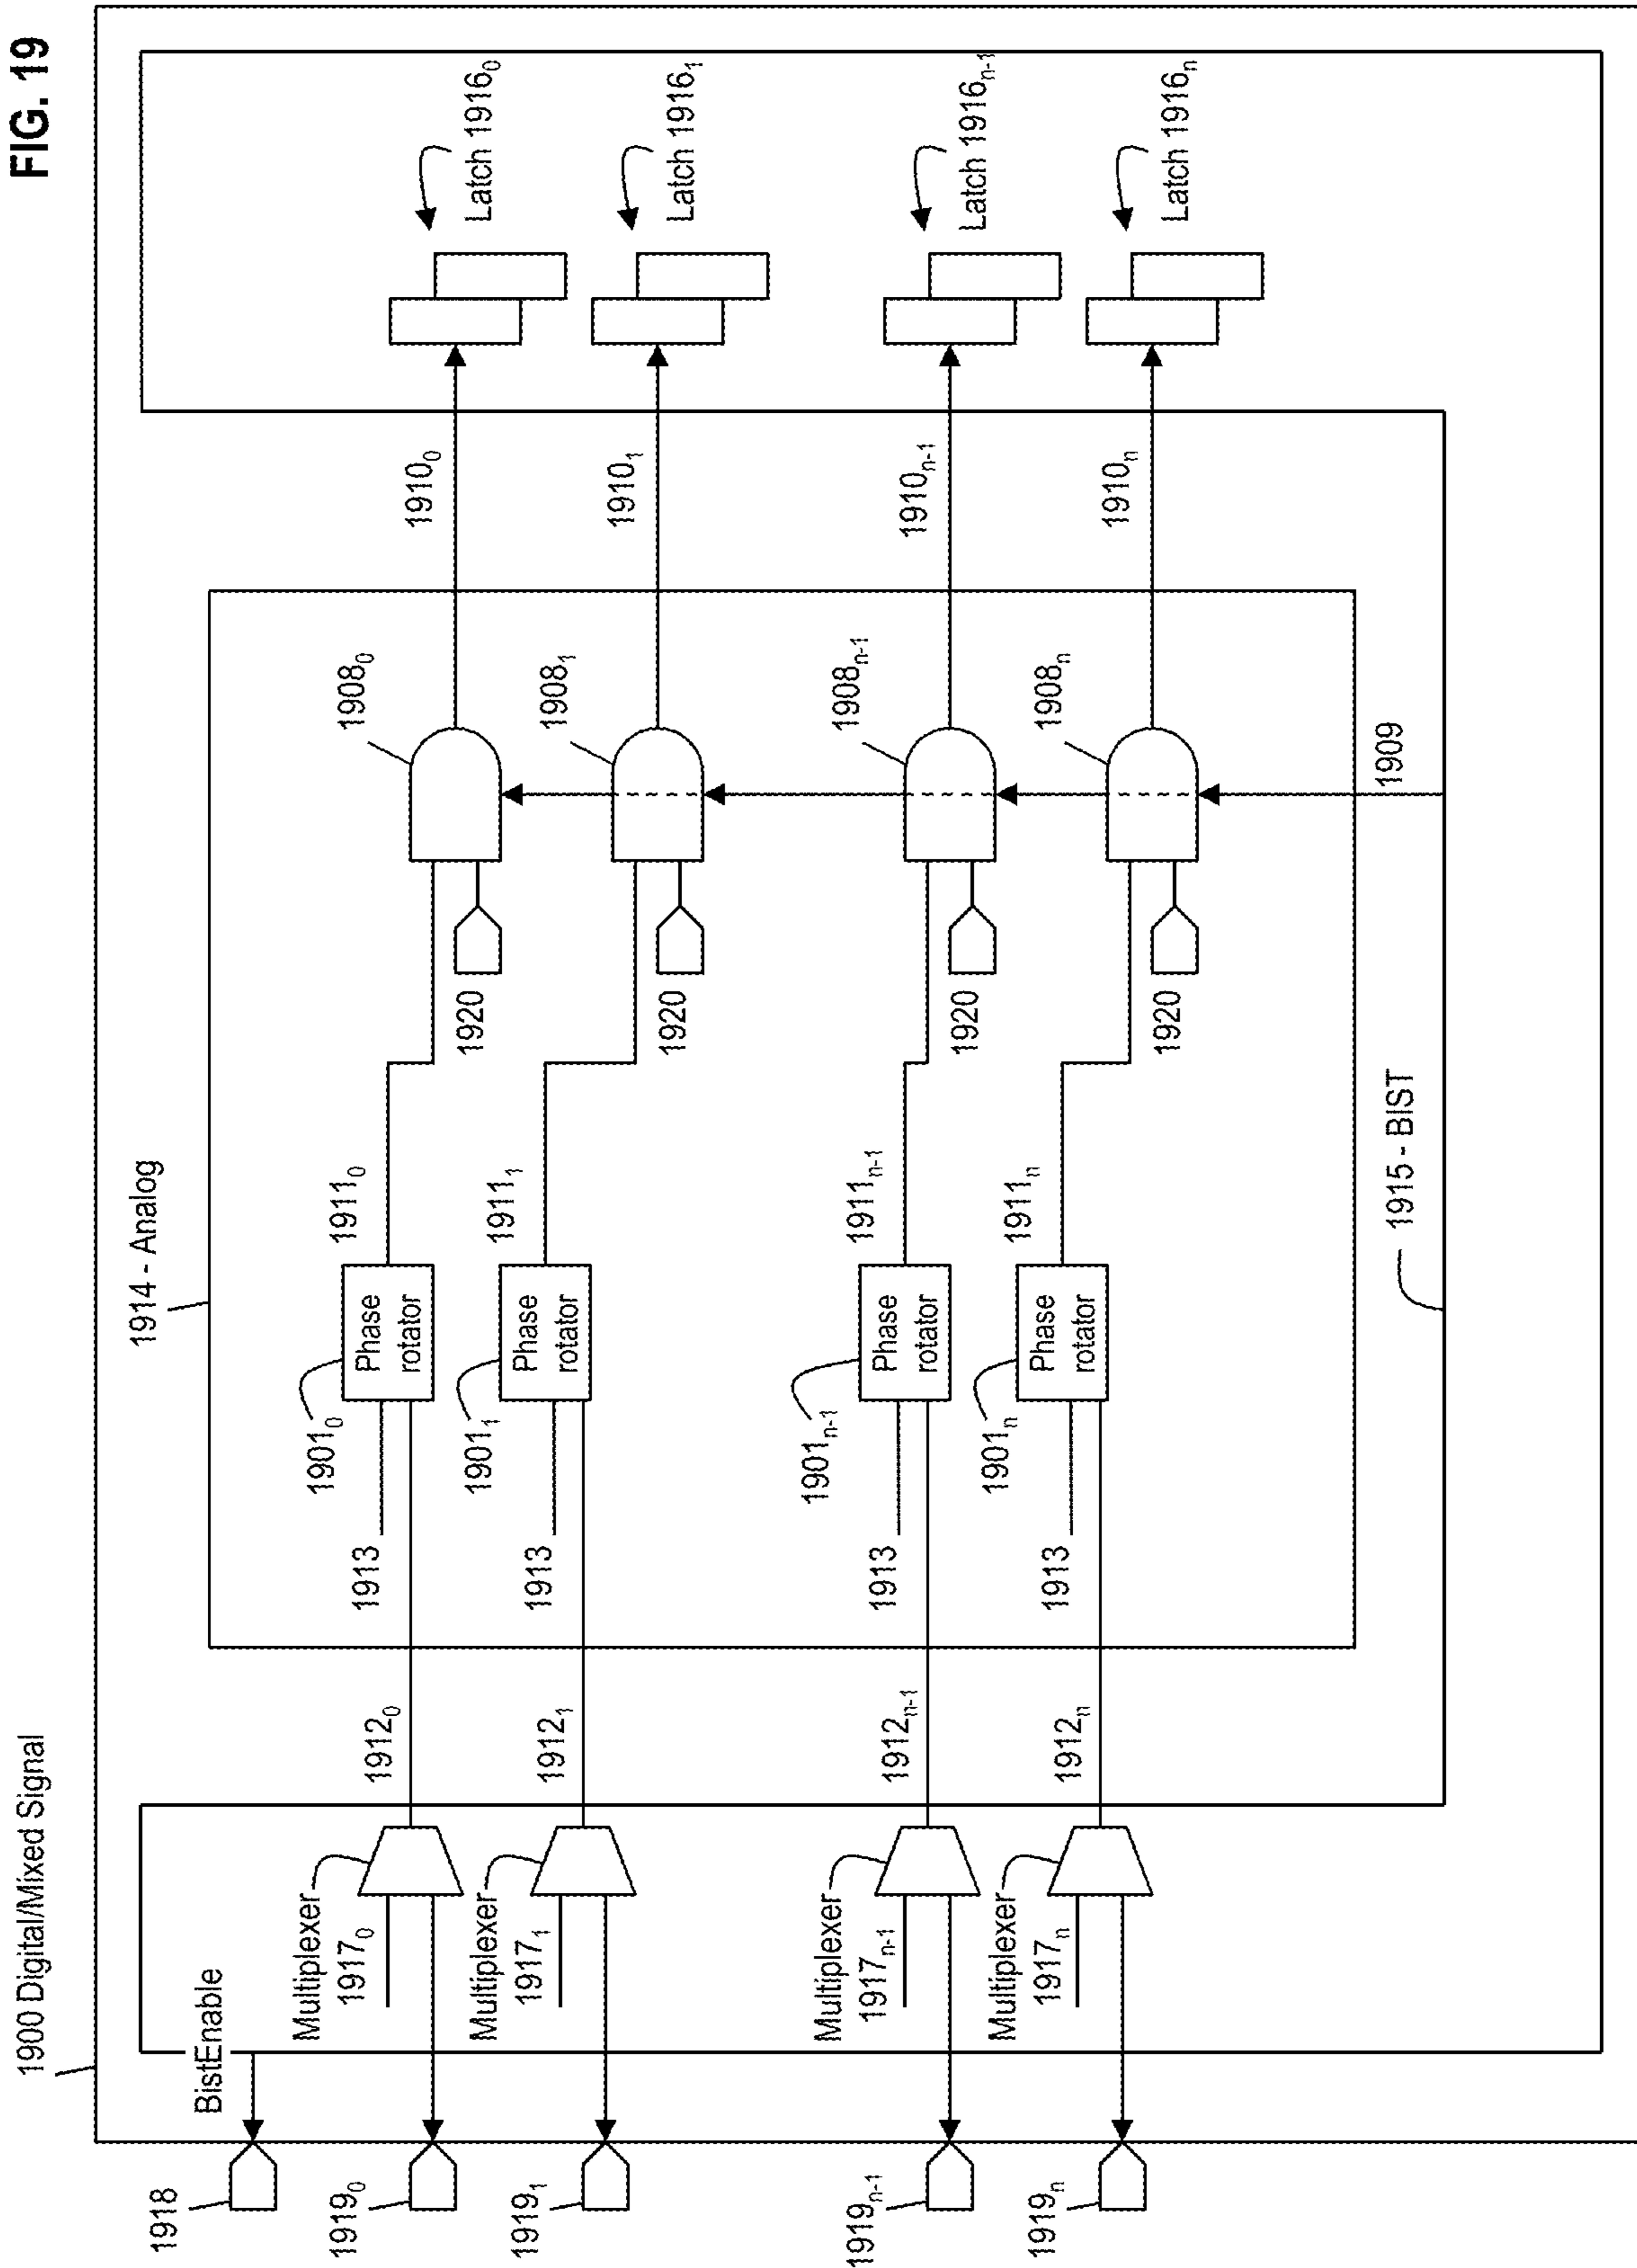 FIG. 19
1900 Digital/Mixed Signal
1914 - Analog
BistEnable
1918
1919₀
1919₁
1919ₙ₋₁
1919ₙ
Multiplexer
1917₀
Multiplexer
1917₁
Multiplexer
1917ₙ₋₁
Multiplexer
1917ₙ
1912₀
1912₁
1912ₙ₋₁
1912ₙ
1913
1913
1913
1913
1901₀
1901₁
1901ₙ₋₁
1901ₙ
Phase
rotator
Phase
rotator
Phase
rotator
Phase
rotator
1911₀
1911₁
1911ₙ₋₁
1911ₙ
1920
1920
1920
1920
1908₀
1908₁
1908ₙ₋₁
1908ₙ
1909
1910₀
1910₁
1910ₙ₋₁
1910ₙ
Latch 1916₀
Latch 1916₁
Latch 1916ₙ₋₁
Latch 1916ₙ
1915 - BIST